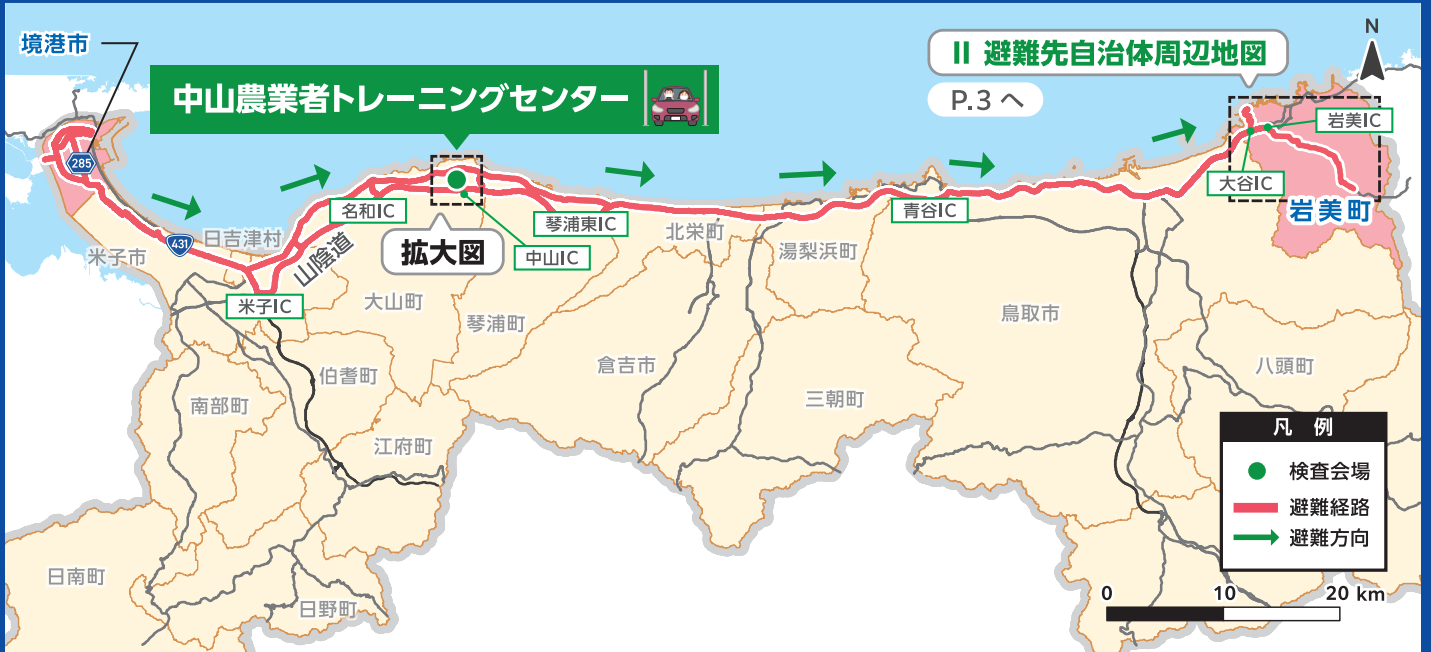 境港市
中山農業者トレーニングセンター
II 避難先自治体周辺地図
P.3 へ
N
岩美IC
大谷IC
岩美町
285
431
米子市
日吉津村
山陰道
名和IC
拡大図
中山IC
琴浦東IC
北栄町
湯梨浜町
青谷IC
米子IC
大山町
琴浦町
倉吉市
三朝町
鳥取市
八頭町
伯耆町
南部町
江府町
日南町
日野町
凡 例
検査会場
避難経路
避難方向
0 10 20 km